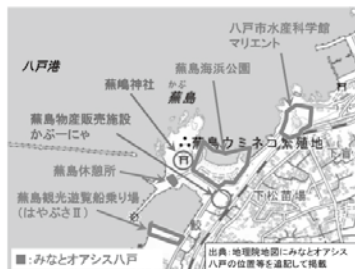 八戸市水産科学館
マリエント
八戸港
蕪島海浜公園
蕪嶋神社
かぶ
蕪島
蕪島物産販売施設
かぶーにゃ
蕪島ウミネコ繁殖地
蕪島休憩所
下松苗場
蕪島観光遊覧船乗り場
(はやぶさⅡ)
鮫
■:みなとオアシス八戸
出典:地理院地図にみなとオアシス
八戸の位置等を追記して掲載